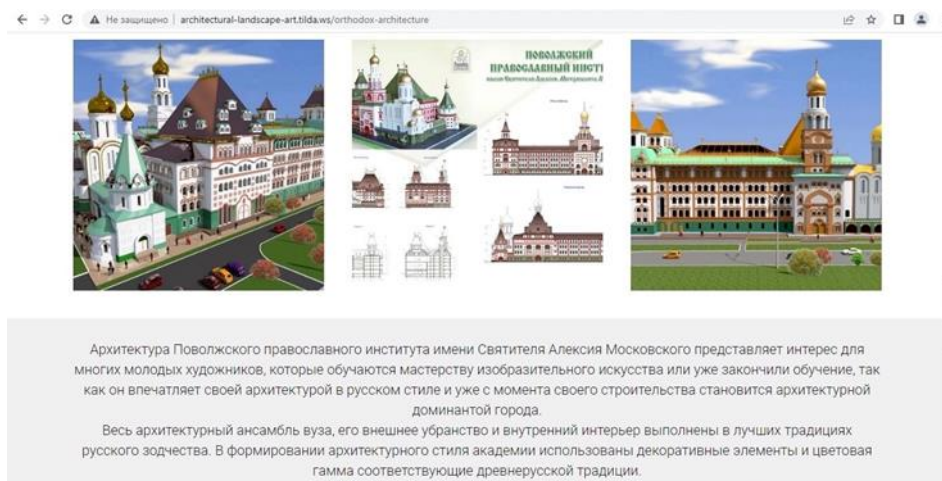 Не защищено | architectural-landscape-art.tilda.ws/orthodox-architecture
ПОВОЛЖСКИЙ
ПРАВОСЛАВНЫЙ ИНСТИ
имени Святителя Алексия, Митрополита
Архитектура Поволжского православного института имени Святителя Алексия Московского представляет интерес для
многих молодых художников, которые обучаются мастерству изобразительного искусства или уже закончили обучение, так
как он впечатляет своей архитектурой в русском стиле и уже с момента своего строительства становится архитектурной
доминантой города.
Весь архитектурный ансамбль вуза, его внешнее убранство и внутренний интерьер выполнены в лучших традициях
русского зодчества. В формировании архитектурного стиля академии использованы декоративные элементы и цветовая
гамма соответствующие древнерусской традиции.